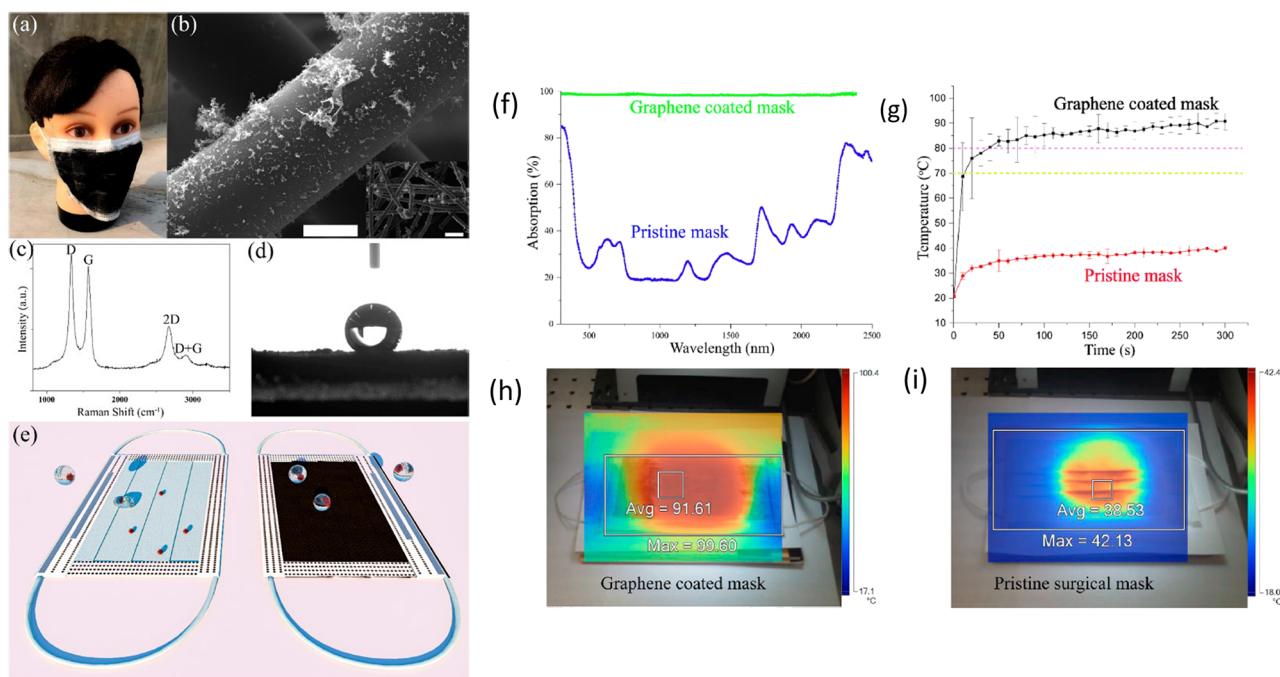 (a)
(b)
(c)
D
G
2D
D+G
Intensity (a.u.)
1000
2000
3000
Raman Shift (cm⁻¹)
(d)
(e)
(f)
100
80
60
40
20
0
Absorption (%)
Graphene coated mask
Pristine mask
500
1000
1500
2000
2500
Wavelength (nm)
(g)
100
90
80
70
60
50
40
30
20
10
Temperature (°C)
Graphene coated mask
Pristine mask
0
50
100
150
200
250
300
Time (s)
(h)
100.4
Avg = 91.61
Max = 99.60
Graphene coated mask
17.1
°C
(i)
42.4
Avg = 38.53
Max = 42.13
Pristine surgical mask
18.0
°C